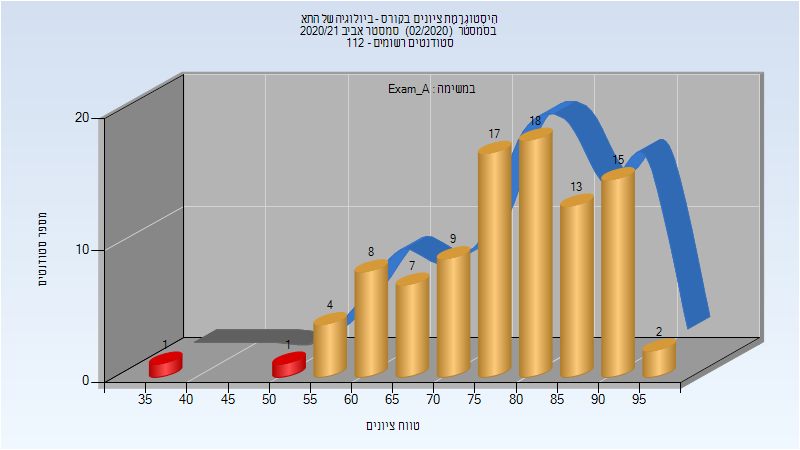 היסטוגרמת ציונים בקורס - ביולוגיה של התא
בסמסטר (02/2020) סמסטר אביב 2020/21
סטודנטים רשומים - 112
במשימה : Exam_A
מספר סטודנטים
20
10
0
1
1
4
8
7
9
17
18
13
15
2
35 40 45 50 55 60 65 70 75 80 85 90 95
טווח ציונים